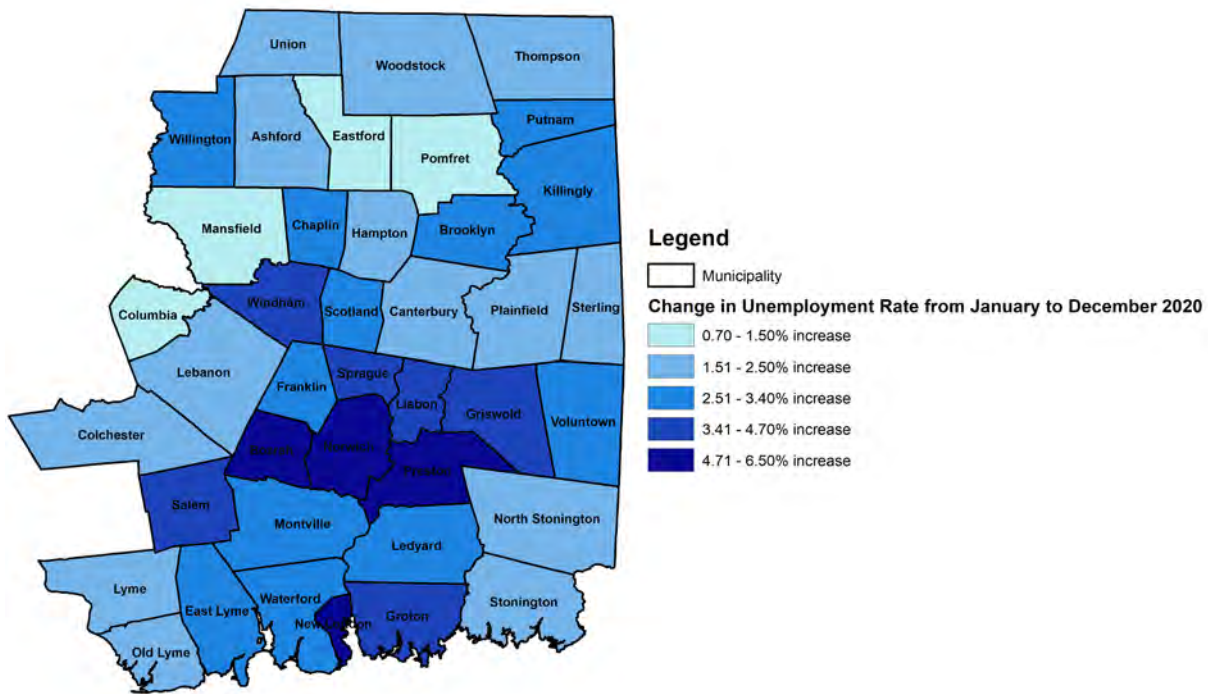 Union
Woodstock
Thompson
Putnam
Willington
Ashford
Eastford
Pomfret
Killingly
Mansfield
Chaplin
Hampton
Brooklyn
Legend
Municipality
Change in Unemployment Rate from January to December 2020
0.70 - 1.50% increase
1.51 - 2.50% increase
2.51 - 3.40% increase
3.41 - 4.70% increase
4.71 - 6.50% increase
Columbia
Windham
Scotland
Canterbury
Plainfield
Sterling
Lebanon
Franklin
Sprague
Lisbon
Griswold
Voluntown
Colchester
Preston
Salem
Montville
North Stonington
Ledyard
Lyme
East Lyme
Waterford
New London
Groton
Stonington
Old Lyme